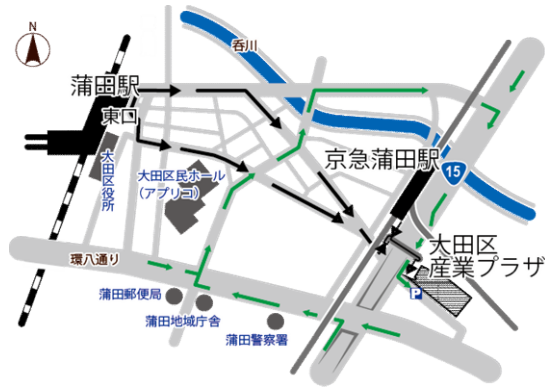 N
呑川
蒲田駅
東口
大田区役所
大田区民ホール
(アプリコ)
京急蒲田駅
15
大田区
産業プラザ
P
環八通り
蒲田郵便局
蒲田地域庁舎
蒲田警察署